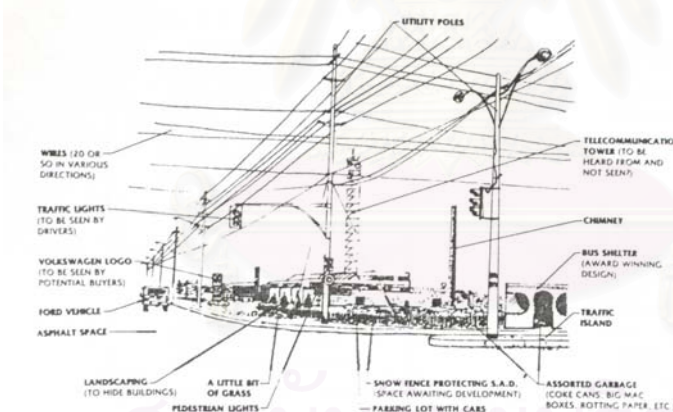 UTILITY POLES
WIRES (20 OR
SO IN VARIOUS
DIRECTIONS)
TELECOMMUNICATIO
TOWER (TO BE
HEARD FROM AND
NOT SEEN?)
TRAFFIC LIGHTS
(TO BE SEEN BY
DRIVERS)
CHIMNEY
VOLKSWAGEN LOGO
(TO BE SEEN BY
POTENTIAL BUYERS)
BUS SHELTER
(AWARD WINNING
DESIGN)
FORD VEHICLE
TRAFFIC
ISLAND
ASPHALT SPACE
LANDSCAPING
(TO HIDE BUILDINGS)
A LITTLE BIT
OF GRASS
PEDESTRIAN LIGHTS
SNOW FENCE PROTECTING S.A.D.
(SPACE AWAITING DEVELOPMENT)
PARKING LOT WITH CARS
ASSORTED GARBAGE
(COKE CANS, BIG MAC
BOXES, ROTTING PAPER, ETC